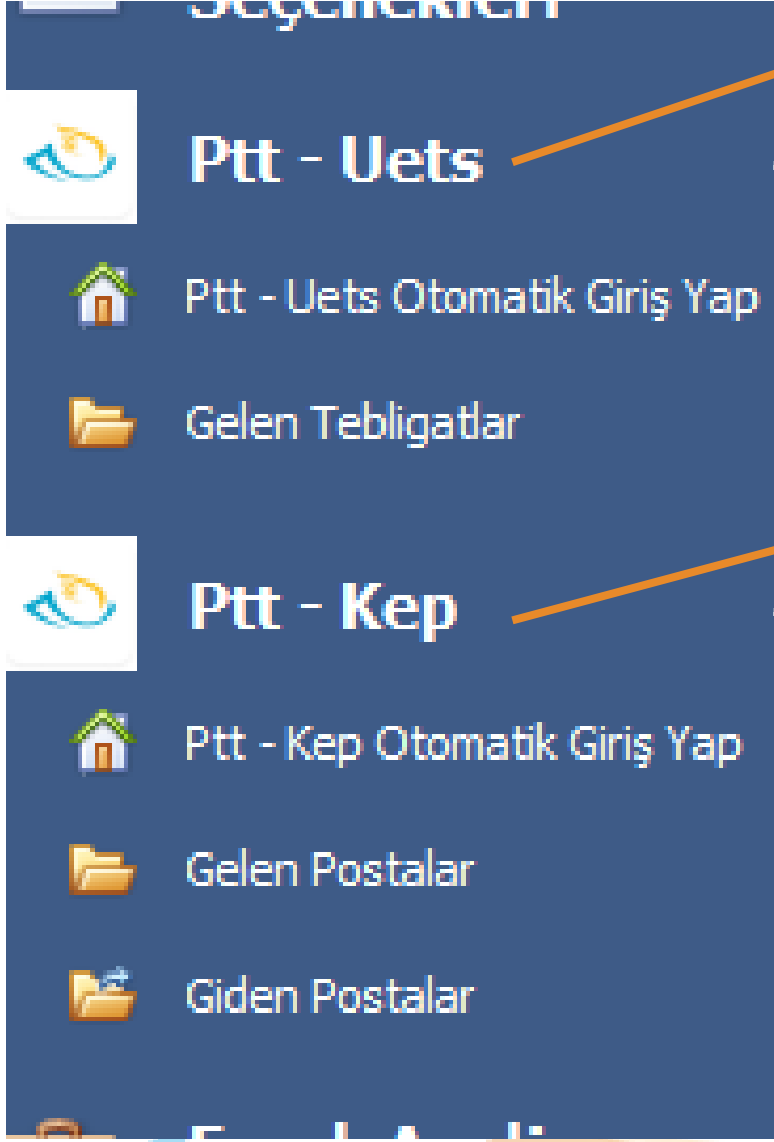 Seçenekleri
Ptt - Uets
Ptt - Uets Otomatik Giriş Yap
Gelen Tebligatlar
Ptt - Kep
Ptt - Kep Otomatik Giriş Yap
Gelen Postalar
Giden Postalar